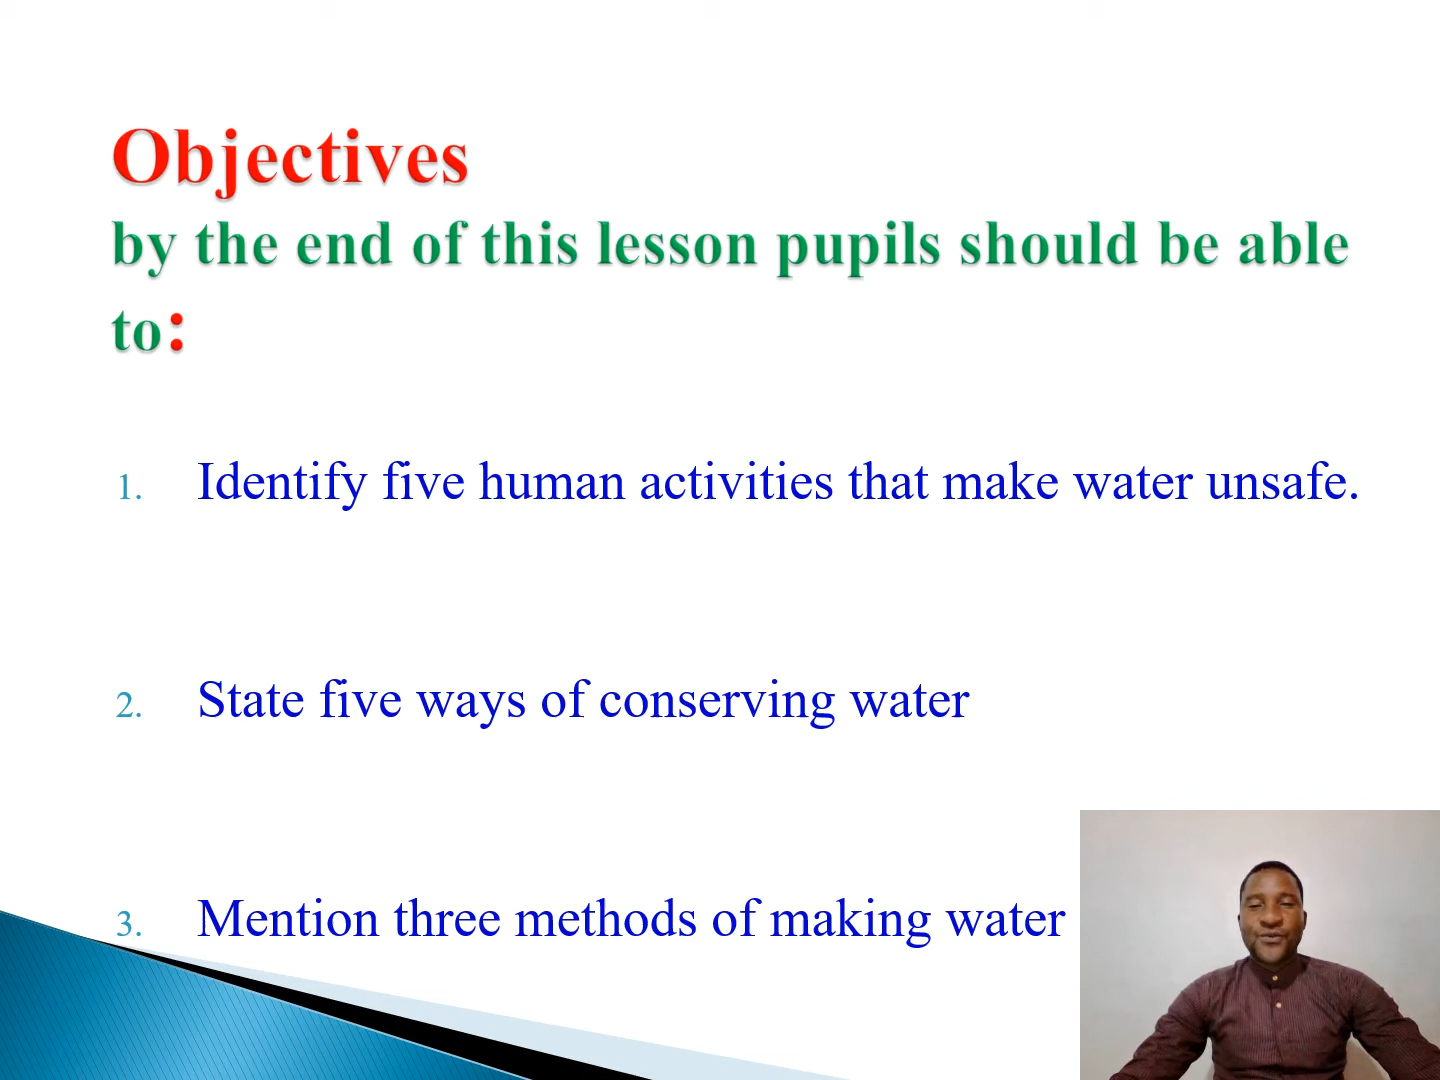 Objectives
by the end of this lesson pupils should be able
to:
1. Identify five human activities that make water unsafe.
2. State five ways of conserving water
3. Mention three methods of making water